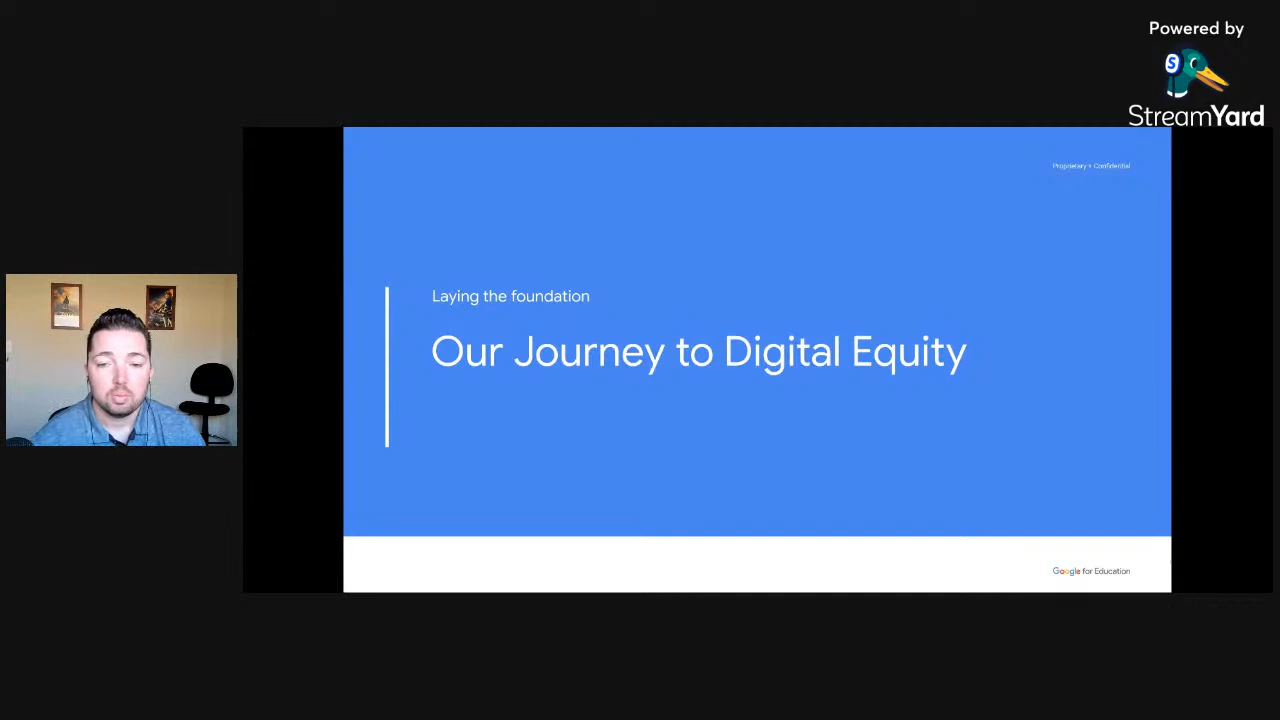 Powered by
StreamYard
Proprietary + Confidential
Laying the foundation
Our Journey to Digital Equity
Google for Education